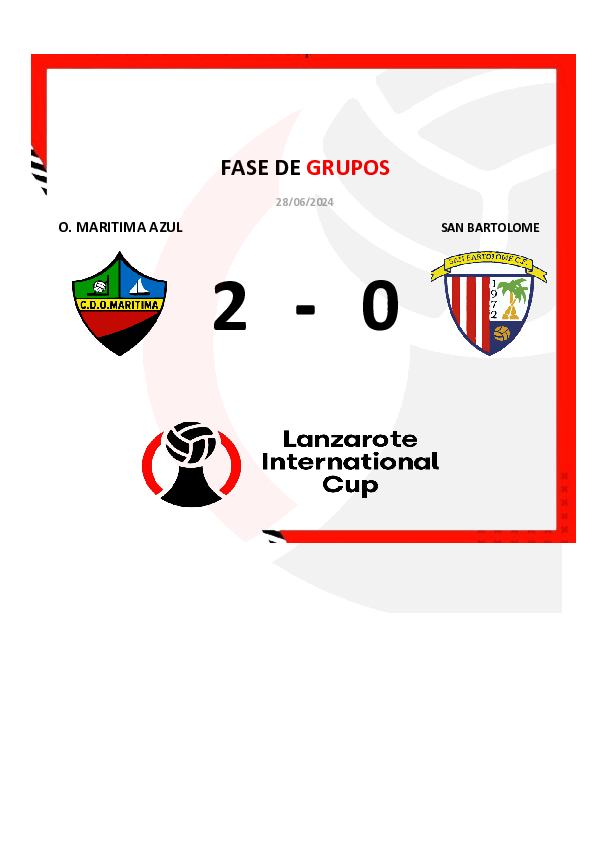 FASE DE GRUPOS
28/06/2024
O. MARITIMA AZUL
SAN BARTOLOME
C.D.O.MARITIMA
2 - 0
SAN BARTOLOME C.F.
1972
Lanzarote
International
Cup